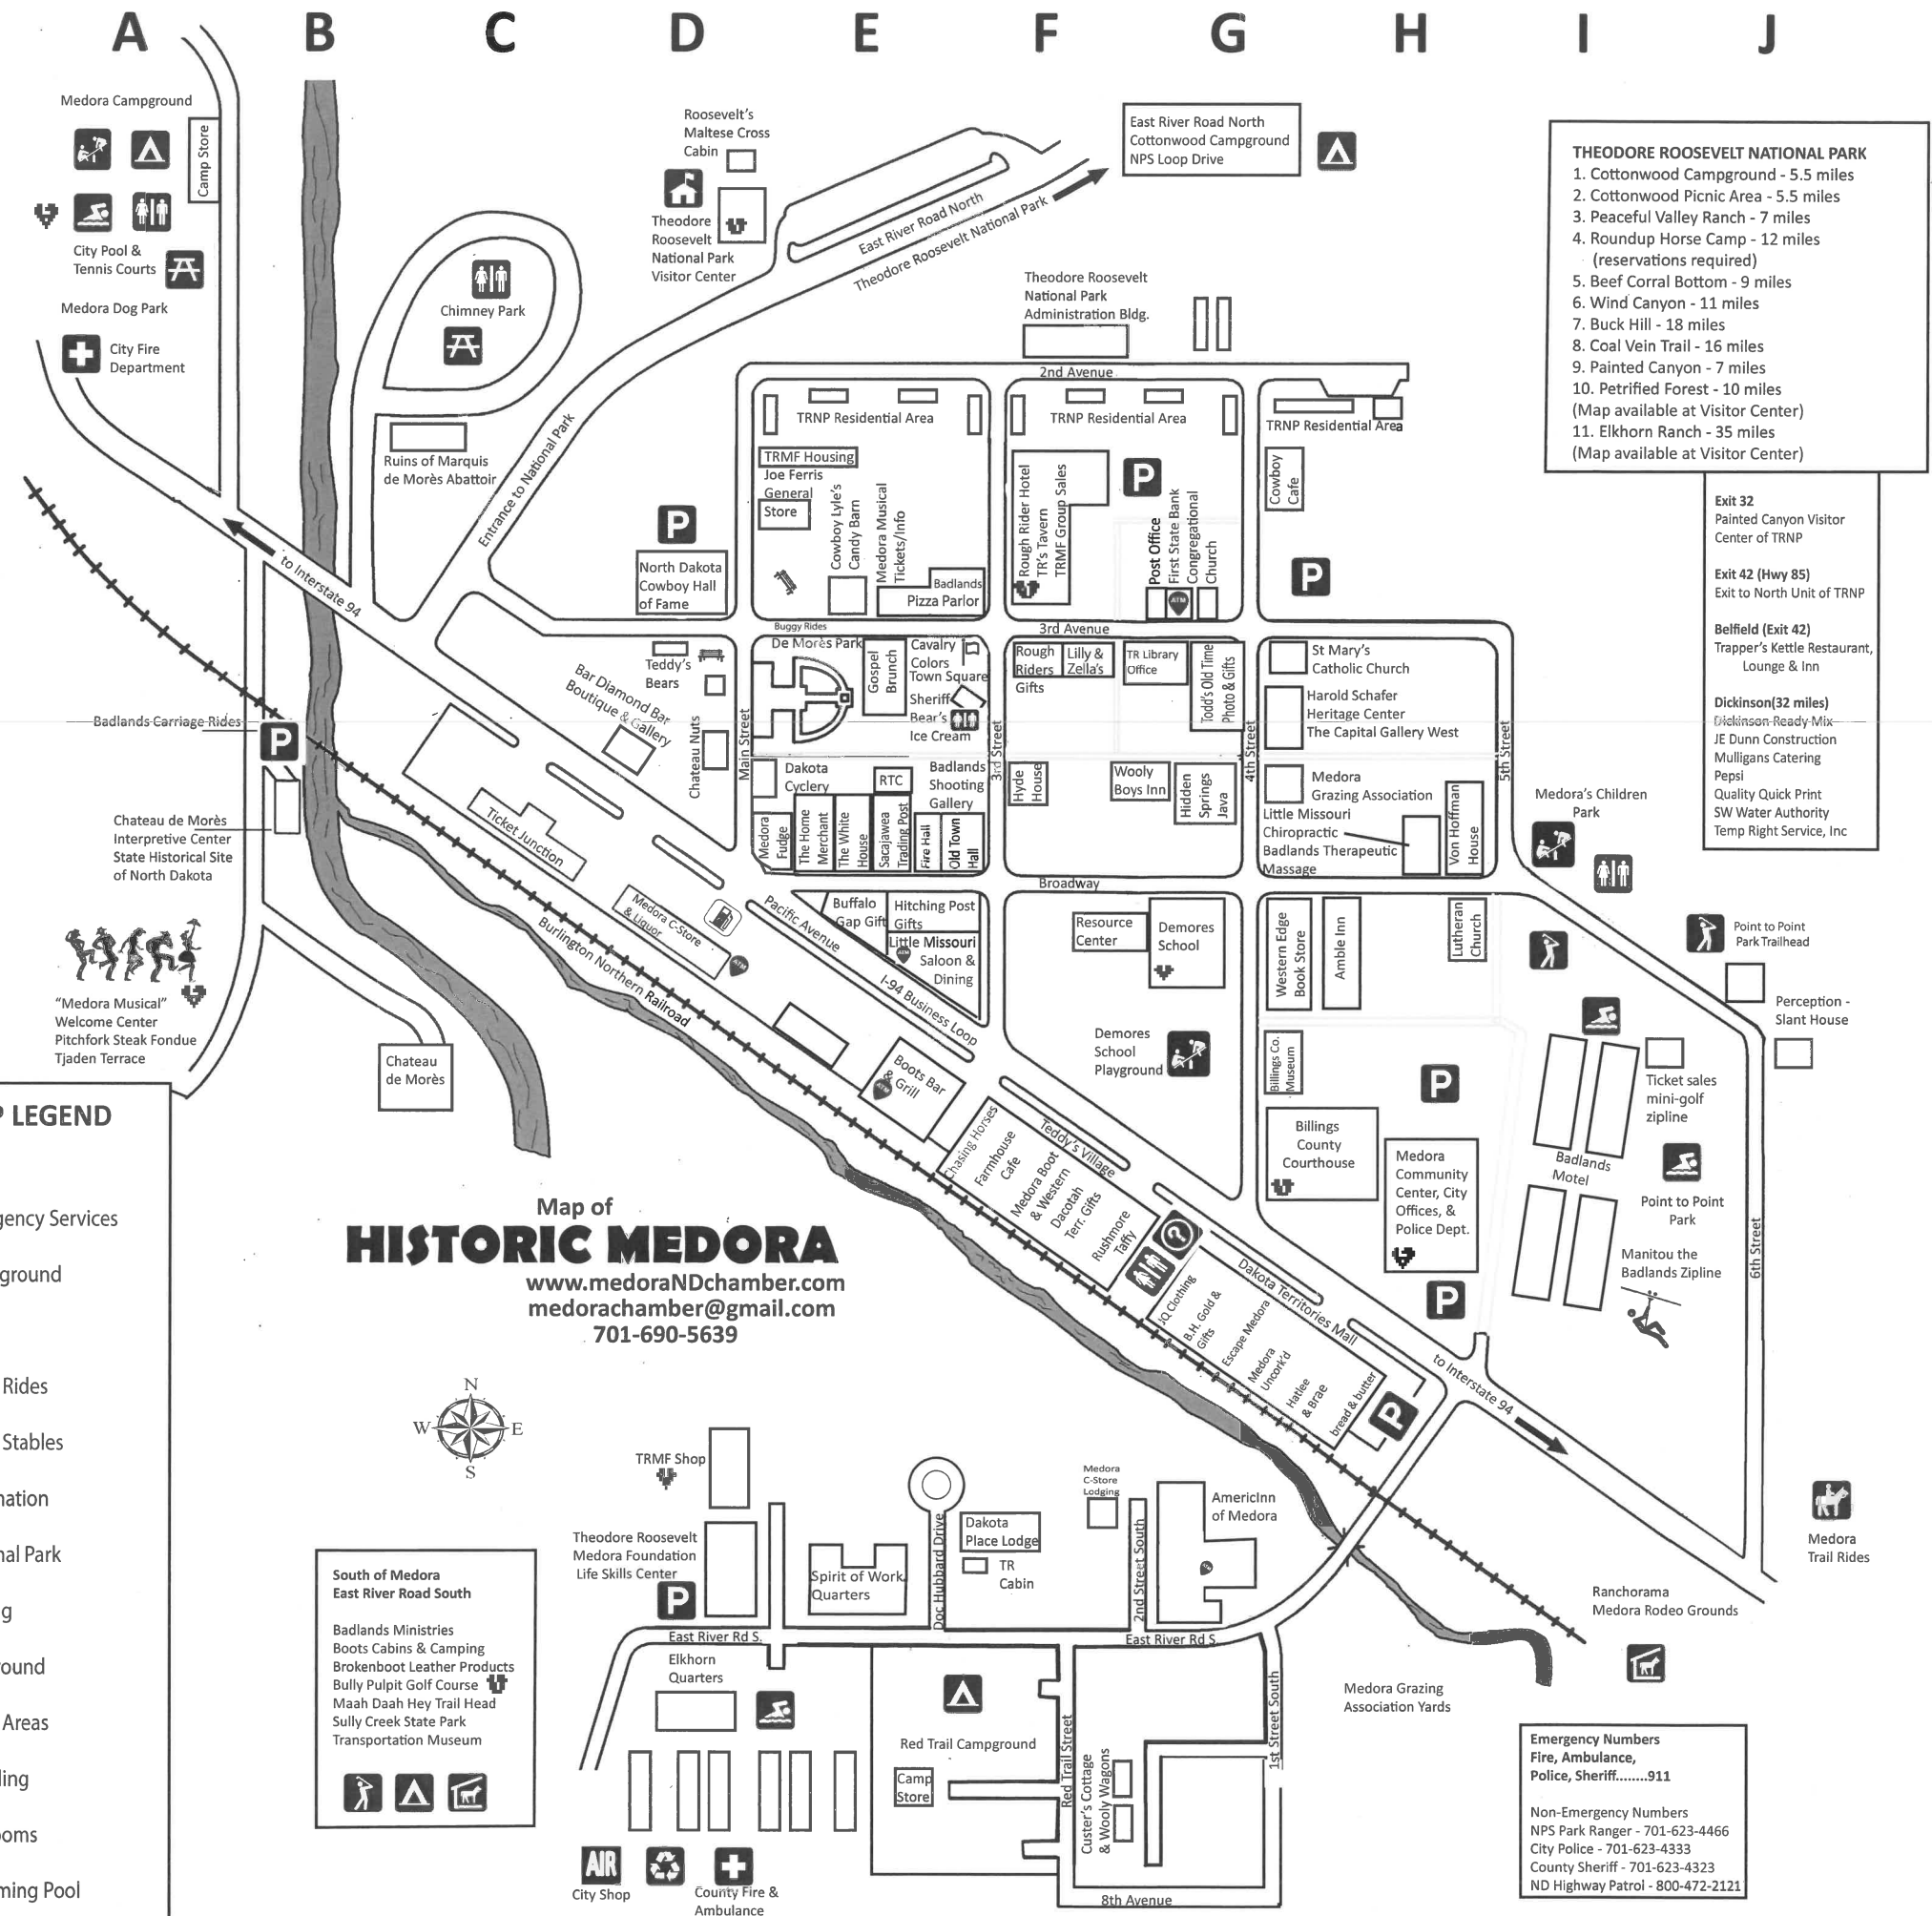 A B C D E F G H I J
Medora Campground
Camp Store
City Pool &
Tennis Courts
Medora Dog Park
City Fire
Department
Chimney Park
Ruins of Marquis
de Morès Abattoir
Roosevelt's
Maltese Cross
Cabin
Theodore
Roosevelt
National Park
Visitor Center
East River Road North
Theodore Roosevelt National Park
East River Road North
Cottonwood Campground
NPS Loop Drive
Theodore Roosevelt
National Park
Administration Bldg.
THEODORE ROOSEVELT NATIONAL PARK
1. Cottonwood Campground - 5.5 miles
2. Cottonwood Picnic Area - 5.5 miles
3. Peaceful Valley Ranch - 7 miles
4. Roundup Horse Camp - 12 miles
(reservations required)
5. Beef Corral Bottom - 9 miles
6. Wind Canyon - 11 miles
7. Buck Hill - 18 miles
8. Coal Vein Trail - 16 miles
9. Painted Canyon - 7 miles
10. Petrified Forest - 10 miles
(Map available at Visitor Center)
11. Elkhorn Ranch - 35 miles
(Map available at Visitor Center)
Exit 32
Painted Canyon Visitor
Center of TRNP
Exit 42 (Hwy 85)
Exit to North Unit of TRNP
Belfield (Exit 42)
Trapper's Kettle Restaurant,
Lounge & Inn
Dickinson(32 miles)
Dickinson Ready Mix
JE Dunn Construction
Mulligans Catering
Pepsi
Quality Quick Print
SW Water Authority
Temp Right Service, Inc
2nd Avenue
TRNP Residential Area
TRNP Residential Area
TRNP Residential Area
Entrance to National Park
to Interstate 94
TRMF Housing
Joe Ferris
General
Store
Cowboy Lyle's
Candy Barn
Medora Musical
Tickets/Info
Badlands
Pizza Parlor
Rough Rider Hotel
TR's Tavern
TRMF Group Sales
P
Post Office
First State Bank
Congregational
Church
ATM
Cowboy
Cafe
P
P
North Dakota
Cowboy Hall
of Fame
Buggy Rides
3rd Avenue
De Morès Park
Gospel
Brunch
Cavalry
Colors
Town Square
Sheriff
Bear's
Ice Cream
Rough
Riders
Gifts
Lilly &
Zella's
TR Library
Office
Todd's Old Time
Photo & Gifts
St Mary's
Catholic Church
Harold Schafer
Heritage Center
The Capital Gallery West
Teddy's
Bears
Bar Diamond Bar
Boutique & Gallery
Chateau Nuts
Main Street
3rd Street
4th Street
5th Street
Badlands Carriage Rides
P
Chateau de Morès
Interpretive Center
State Historical Site
of North Dakota
Dakota
Cyclery
RTC
Badlands
Shooting
Gallery
Medora
Fudge
The Home
Merchant
The White
House
Sacajawea
Trading Post
Fire Hall
Old Town
Hall
Hyde
House
Wooly
Boys Inn
Hidden
Springs
Java
Medora
Grazing Association
Little Missouri
Chiropractic
Badlands Therapeutic
Massage
Von Hoffman
House
Medora's Children
Park
Broadway
Ticket Junction
Medora C-Store
& Liquor
Burlington Northern Railroad
Pacific Avenue
I-94 Business Loop
Buffalo
Gap Gift
Hitching Post
Gifts
Little Missouri
Saloon &
Dining
ATM
Resource
Center
Demores
School
Western Edge
Book Store
Amble Inn
Lutheran
Church
Point to Point
Park Trailhead
Perception -
Slant House
"Medora Musical"
Welcome Center
Pitchfork Steak Fondue
Tjaden Terrace
Chateau
de Morès
Boots Bar
& Grill
ATM
Demores
School
Playground
Billings Co.
Museum
P
Billings
County
Courthouse
Medora
Community
Center, City
Offices, &
Police Dept.
P
Ticket sales
mini-golf
zipline
Badlands
Motel
Point to Point
Park
Manitou the
Badlands Zipline
6th Street
Teddy's Village
Chasing Horses
Farmhouse
Cafe
Medora Boot
& Western
Dacotah
Terr. Gifts
Rushmore
Taffy
?
Dakota Territories Mall
JQ Clothing
B.H. Gold &
Gifts
Escape Medora
Medora
Uncork'd
Hatlee
& Brae
bread & butter
P
to Interstate 94
P LEGEND
gency Services
ground
Rides
Stables
nation
nal Park
g
ound
Areas
ling
ooms
ming Pool
Map of
HISTORIC MEDORA
www.medoraNDchamber.com
medorachamber@gmail.com
701-690-5639
N
W E
S
South of Medora
East River Road South
Badlands Ministries
Boots Cabins & Camping
Brokenboot Leather Products
Bully Pulpit Golf Course
Maah Daah Hey Trail Head
Sully Creek State Park
Transportation Museum
TRMF Shop
Theodore Roosevelt
Medora Foundation
Life Skills Center
P
Spirit of Work
Quarters
Doc Hubbard Drive
Dakota
Place Lodge
TR
Cabin
Medora
C-Store
Lodging
2nd Street South
AmericInn
of Medora
East River Rd S.
East River Rd S
Elkhorn
Quarters
Red Trail Campground
Camp
Store
Red Trail Street
Custer's Cottage
& Wooly Wagons
1st Street South
8th Avenue
AIR
City Shop
County Fire &
Ambulance
Medora
Trail Rides
Ranchorama
Medora Rodeo Grounds
Medora Grazing
Association Yards
Emergency Numbers
Fire, Ambulance,
Police, Sheriff........911
Non-Emergency Numbers
NPS Park Ranger - 701-623-4466
City Police - 701-623-4333
County Sheriff - 701-623-4323
ND Highway Patrol - 800-472-2121